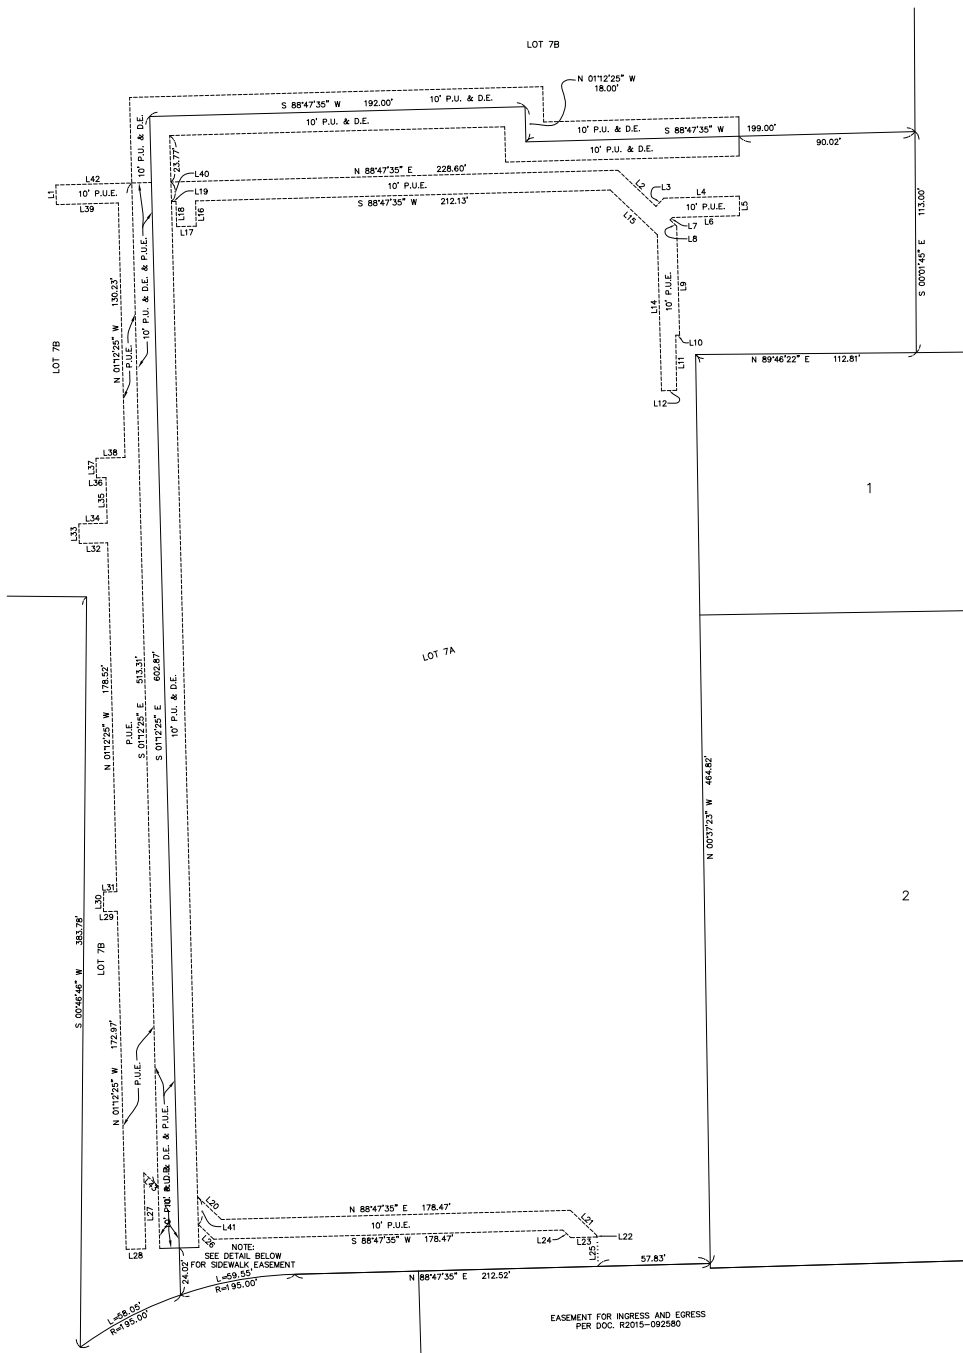 LOT 7B
N 01°12'25" W
18.00'
S 88°47'35" W 192.00' 10' P.U. & D.E.
10' P.U. & D.E.
10' P.U. & D.E. S 88°47'35" W 199.00'
90.02'
10' P.U. & D.E.
10' P.U. & D.E.
23.77'
L42
L40
N 88°47'35" E 228.60'
L1
10' P.U.E.
L19
10' P.U.E.
L2
L3
L4
L39
L18
L16
S 88°47'35" W 212.13'
10' P.U.E.
L5
L6
L17
L15
L7
L8
113.00'
S 00°01'45" E
N 01°12'25" W 130.23'
10' P.U. & D.E. & P.U.E.
L14
10' P.U.E.
L9
LOT 7B
P.U.E.
L10
L11
N 89°46'22" E 112.81'
L12
L38
L37
L36
1
L35
L34
L33
L32
LOT 7A
N 01°12'25" W 178.52'
P.U.E.
S 01°12'25" E 513.31'
S 01°12'25" E 602.87'
10' P.U. & D.E.
N 00°37'23" W 464.82'
L31
L30
L29
2
LOT 7B
S 00°46'46" W 383.78'
N 01°12'25" W 172.97'
P.U.E.
10' P.U. & D.E. & P.U.E.
L43
L20
N 88°47'35" E 178.47'
L21
L27
L41
10' P.U.E.
L26
S 88°47'35" W 178.47'
L24
L23
L22
L28
L25
NOTE:
SEE DETAIL BELOW
FOR SIDEWALK EASEMENT
24.02'
57.83'
L=59.55'
R=195.00'
N 88°47'35" E 212.52'
L=58.05'
R=195.00'
EASEMENT FOR INGRESS AND EGRESS
PER DOC. R2015-092580